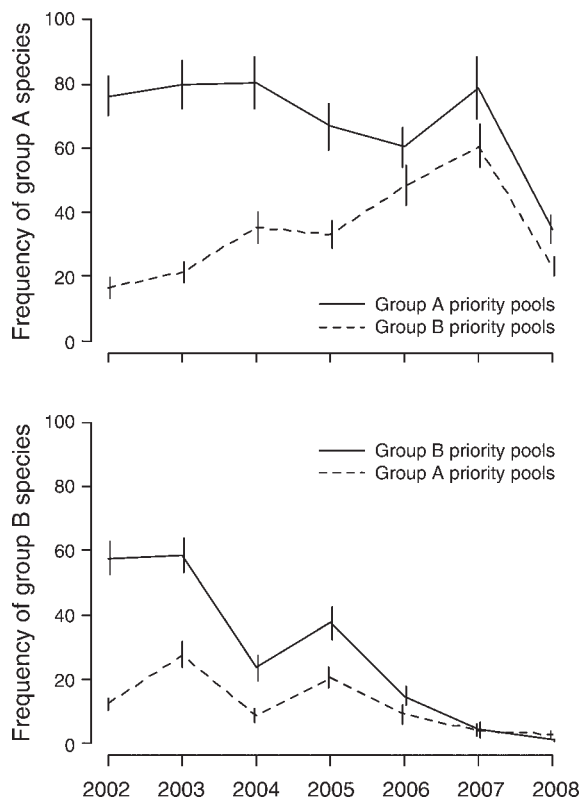 Frequency of group A species
100
80
60
40
20
0
Group A priority pools
Group B priority pools
Frequency of group B species
100
80
60
40
20
0
Group B priority pools
Group A priority pools
2002 2003 2004 2005 2006 2007 2008